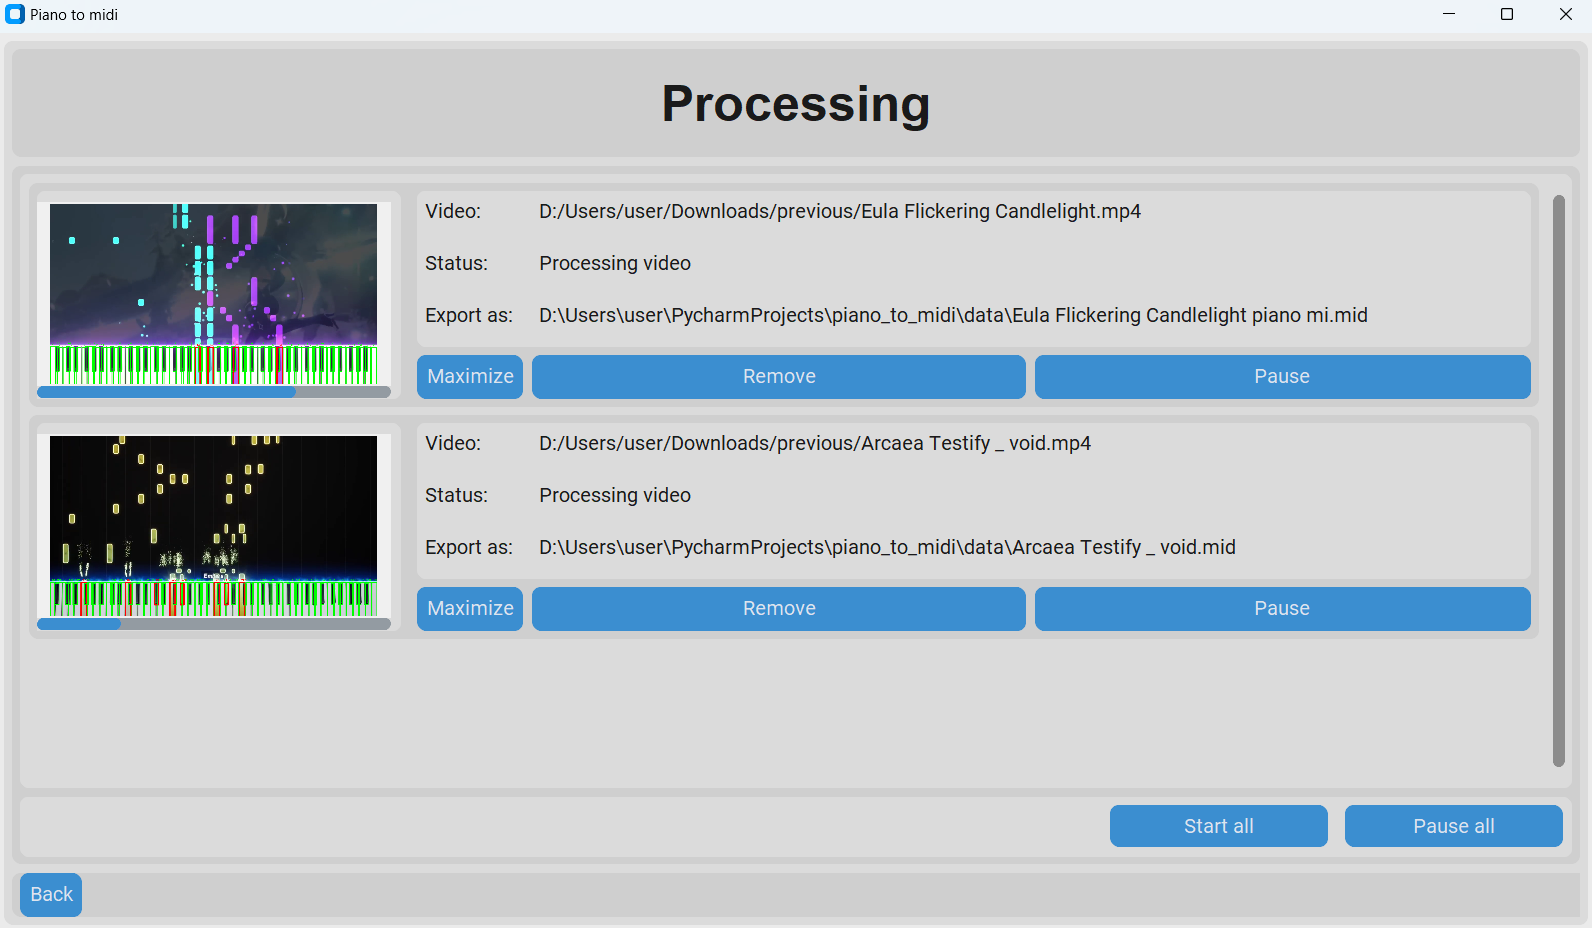 Piano to midi
Processing
Video: D:/Users/user/Downloads/previous/Eula Flickering Candlelight.mp4
Status: Processing video
Export as: D:\Users\user\PycharmProjects\piano_to_midi\data\Eula Flickering Candlelight piano mi.mid
Maximize Remove Pause
Video: D:/Users/user/Downloads/previous/Arcaea Testify _ void.mp4
Status: Processing video
Export as: D:\Users\user\PycharmProjects\piano_to_midi\data\Arcaea Testify _ void.mid
Maximize Remove Pause
Start all Pause all
Back